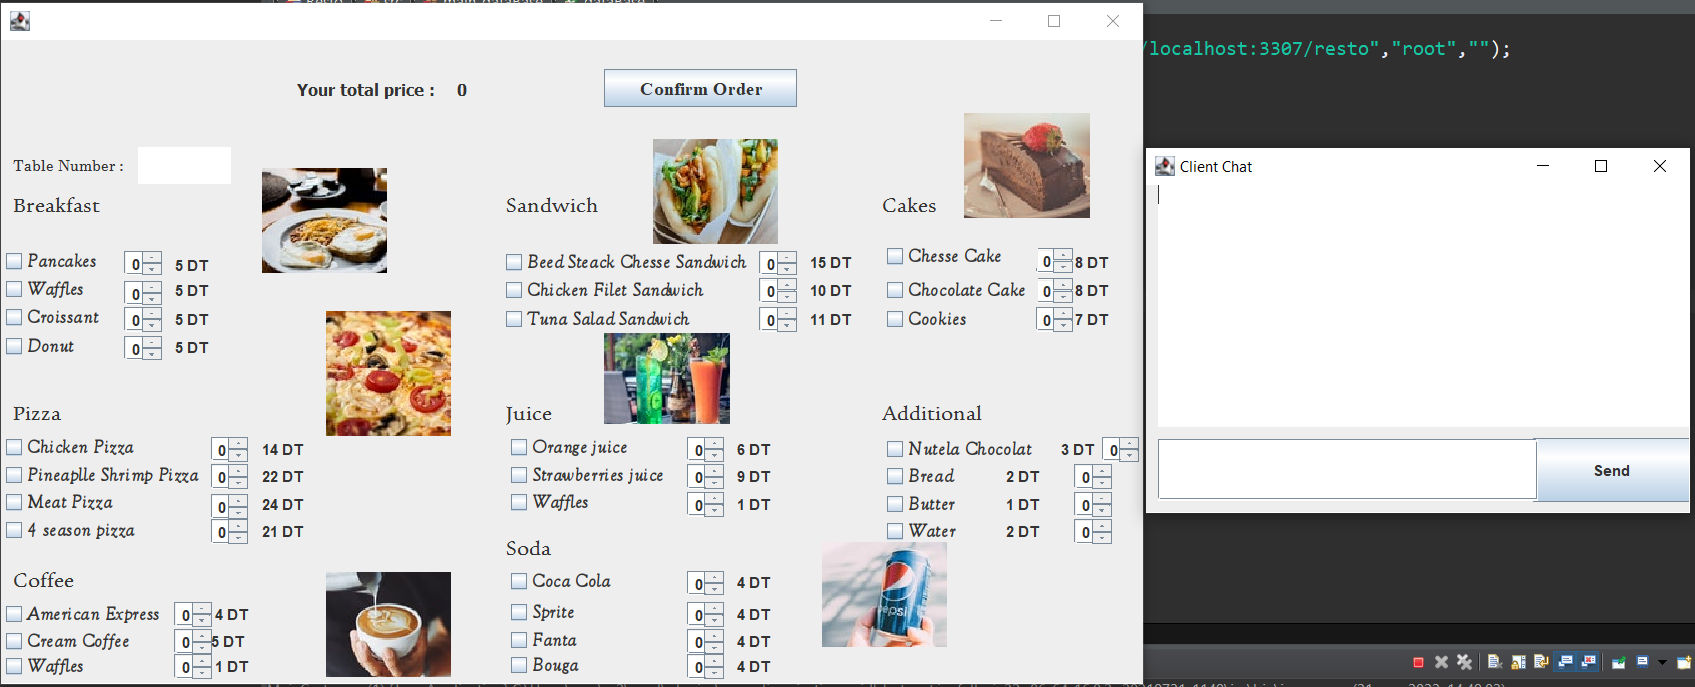 /localhost:3307/resto","root","");
Your total price : 0
Confirm Order
Client Chat
Table Number :
Breakfast
Pancakes 0 5 DT
Waffles 0 5 DT
Croissant 0 5 DT
Donut 0 5 DT
Sandwich
Beed Steack Chesse Sandwich 0 15 DT
Chicken Filet Sandwich 0 10 DT
Tuna Salad Sandwich 0 11 DT
Cakes
Chesse Cake 0 8 DT
Chocolate Cake 0 8 DT
Cookies 0 7 DT
Pizza
Chicken Pizza 0 14 DT
Pineaplle Shrimp Pizza 0 22 DT
Meat Pizza 0 24 DT
4 season pizza 0 21 DT
Juice
Orange juice 0 6 DT
Strawberries juice 0 9 DT
Waffles 0 1 DT
Additional
Nutela Chocolat 3 DT 0
Bread 2 DT 0
Butter 1 DT 0
Water 2 DT 0
Send
Coffee
American Express 0 4 DT
Cream Coffee 0 5 DT
Waffles 0 1 DT
Soda
Coca Cola 0 4 DT
Sprite 0 4 DT
Fanta 0 4 DT
Bouga 0 4 DT
pepsi